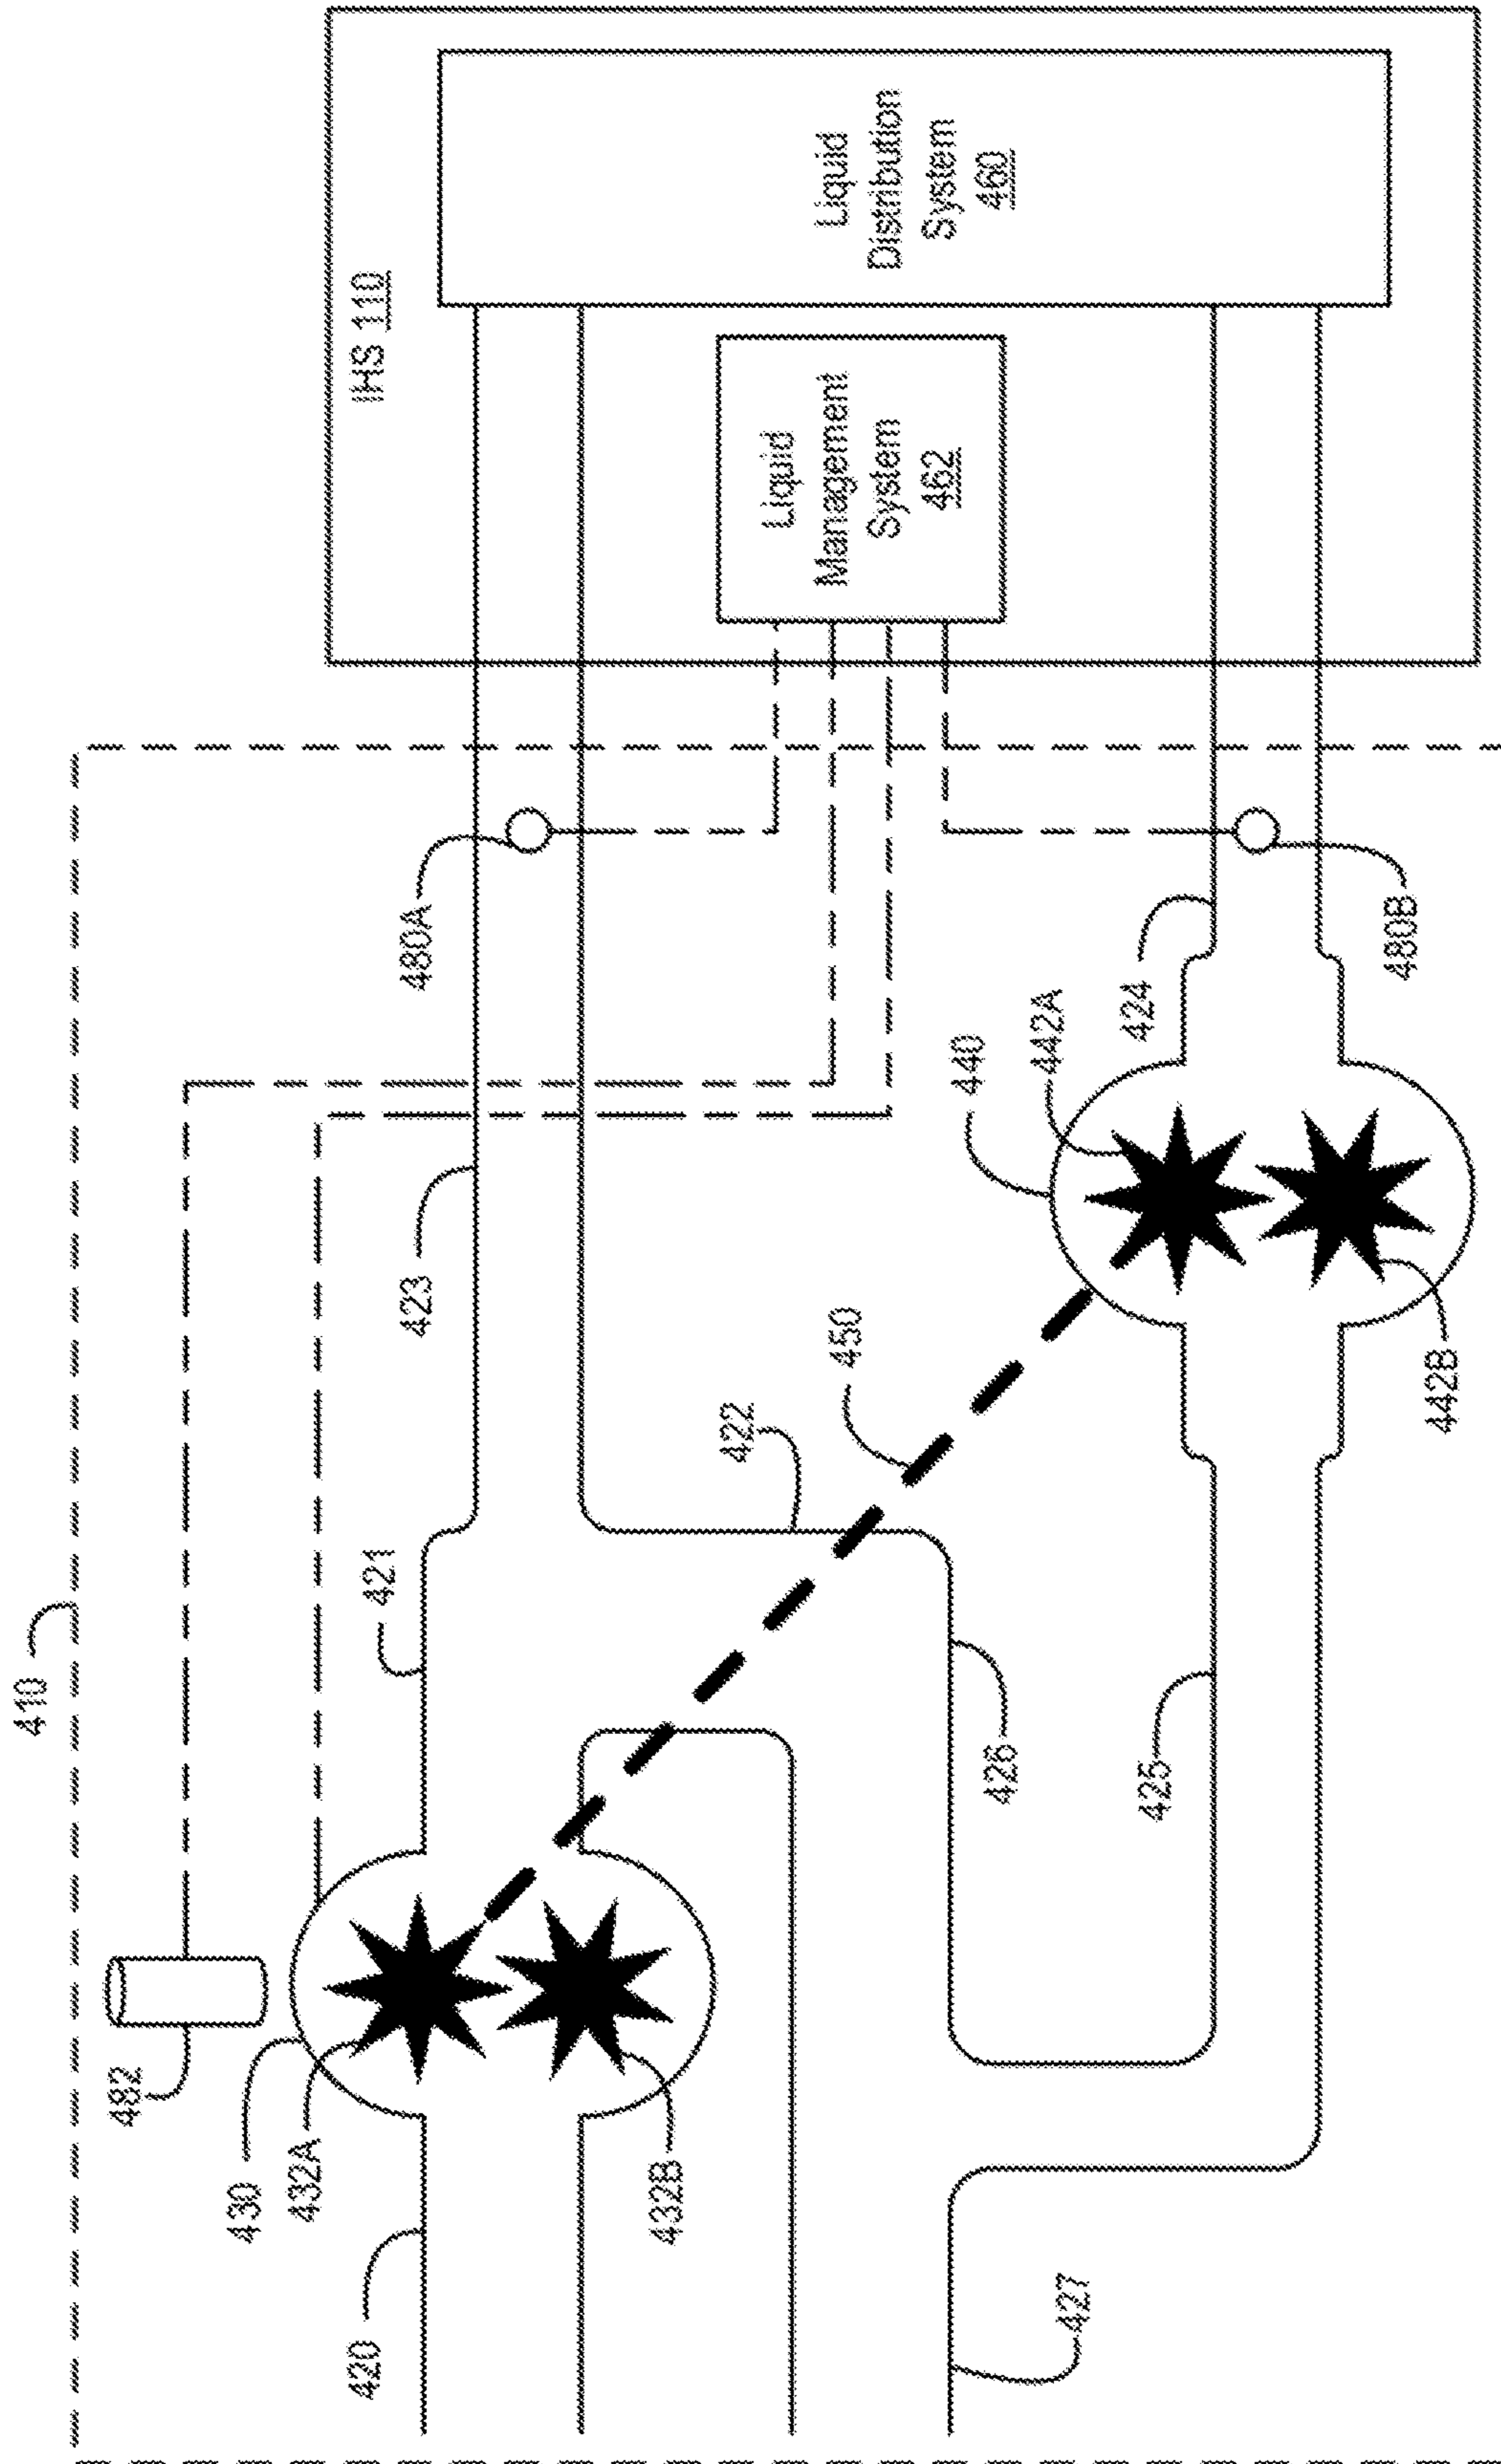 410
482
430
432A
420
421
IHS 110
423
480A
432B
422
Liquid
Management
System
462
450
Liquid
Distribution
System
460
440
426
442A
427
424
425
480B
442B